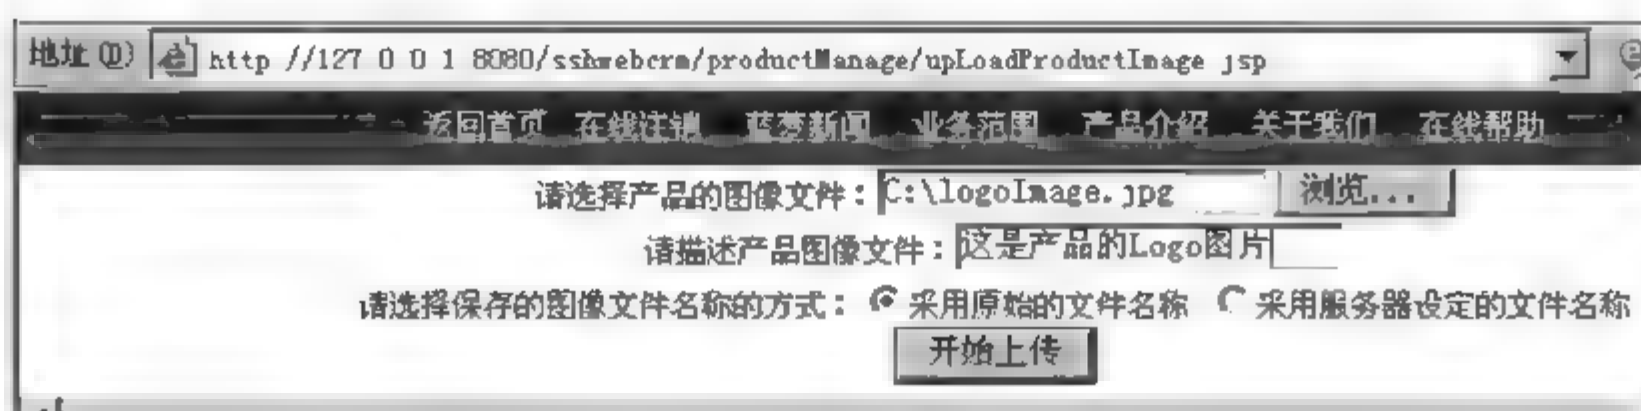 地址(D) http //127 0 0 1 8080/sshwebcrm/productManage/upLoadProductImage jsp
返回首页 在线注销 蓝梦新闻 业务范围 产品介绍 关于我们 在线帮助
请选择产品的图像文件：C:\logoImage.jpg 浏览...
请描述产品图像文件：这是产品的Logo图片
请选择保存的图像文件名称的方式： 采用原始的文件名称 采用服务器设定的文件名称
开始上传